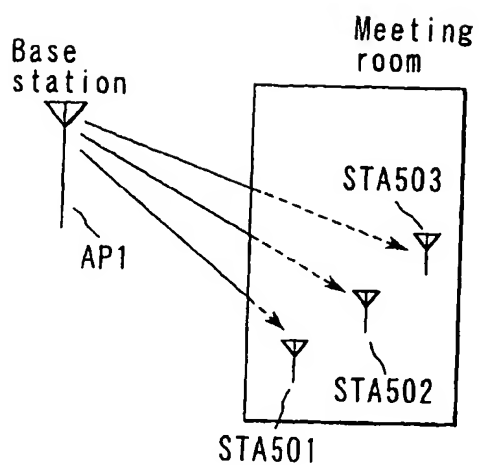 Base
station
Meeting
room
STA503
AP1
STA502
STA501